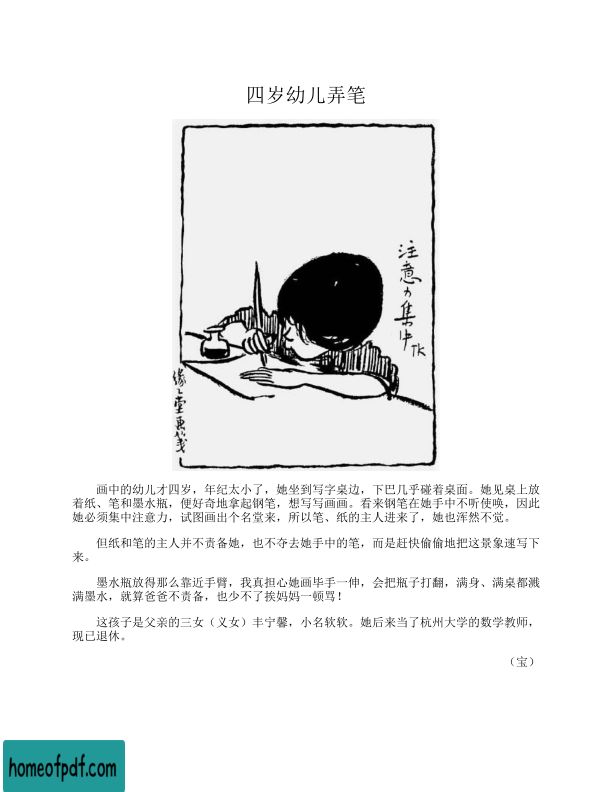 四岁幼儿弄笔
注意力集中
TK
缘缘堂画笺
画中的幼儿才四岁，年纪太小了，她坐到写字桌边，下巴几乎碰着桌面。她见桌上放
着纸、笔和墨水瓶，便好奇地拿起钢笔，想写写画画。看来钢笔在她手中不听使唤，因此
她必须集中注意力，试图画出个名堂来，所以笔、纸的主人进来了，她也浑然不觉。
但纸和笔的主人并不责备她，也不夺去她手中的笔，而是赶快偷偷地把这景象速写下
来。
墨水瓶放得那么靠近手臂，我真担心她画毕手一伸，会把瓶子打翻，满身、满桌都溅
满墨水，就算爸爸不责备，也少不了挨妈妈一顿骂！
这孩子是父亲的三女（义女）丰宁馨，小名软软。她后来当了杭州大学的数学教师，
现已退休。
（宝）
homeofpdf.com